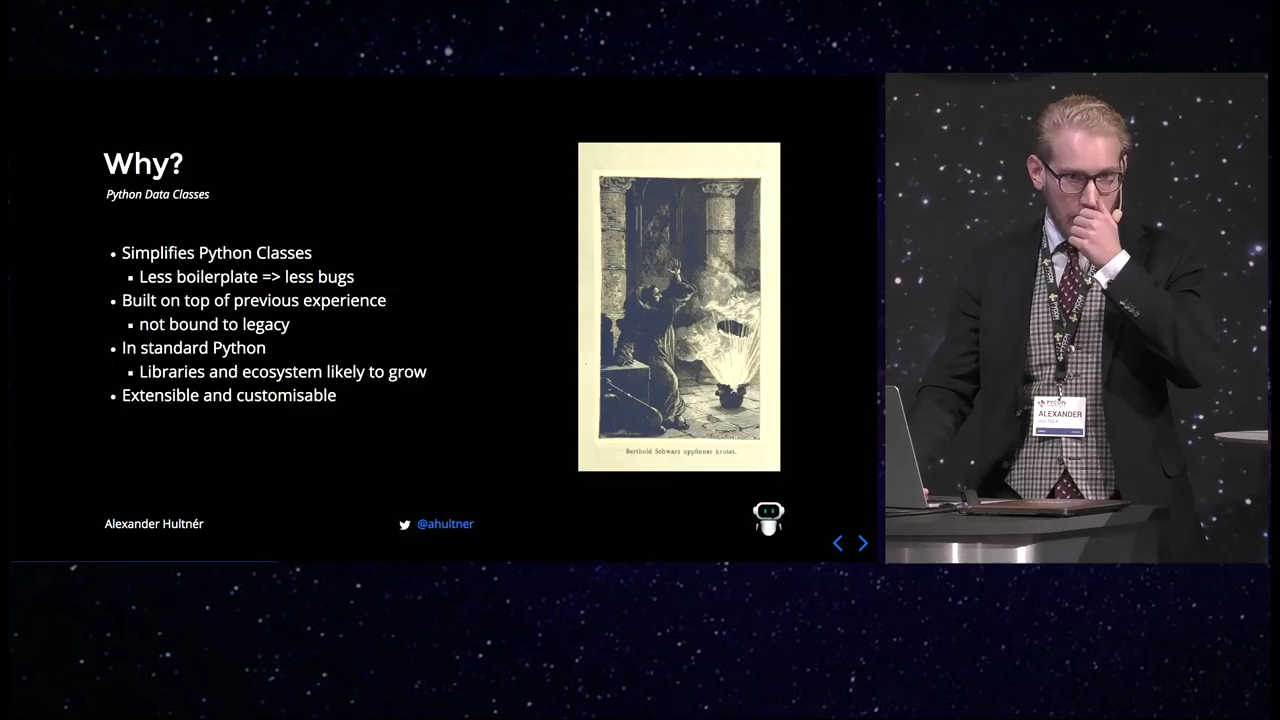 Why?
Python Data Classes
• Simplifies Python Classes
▪ Less boilerplate => less bugs
• Built on top of previous experience
▪ not bound to legacy
• In standard Python
▪ Libraries and ecosystem likely to grow
• Extensible and customisable
Berthold Schwarz uppfinner krutet.
Alexander Hultnér
@ahultner
PYCON
ALEXANDER
HULTNÉR